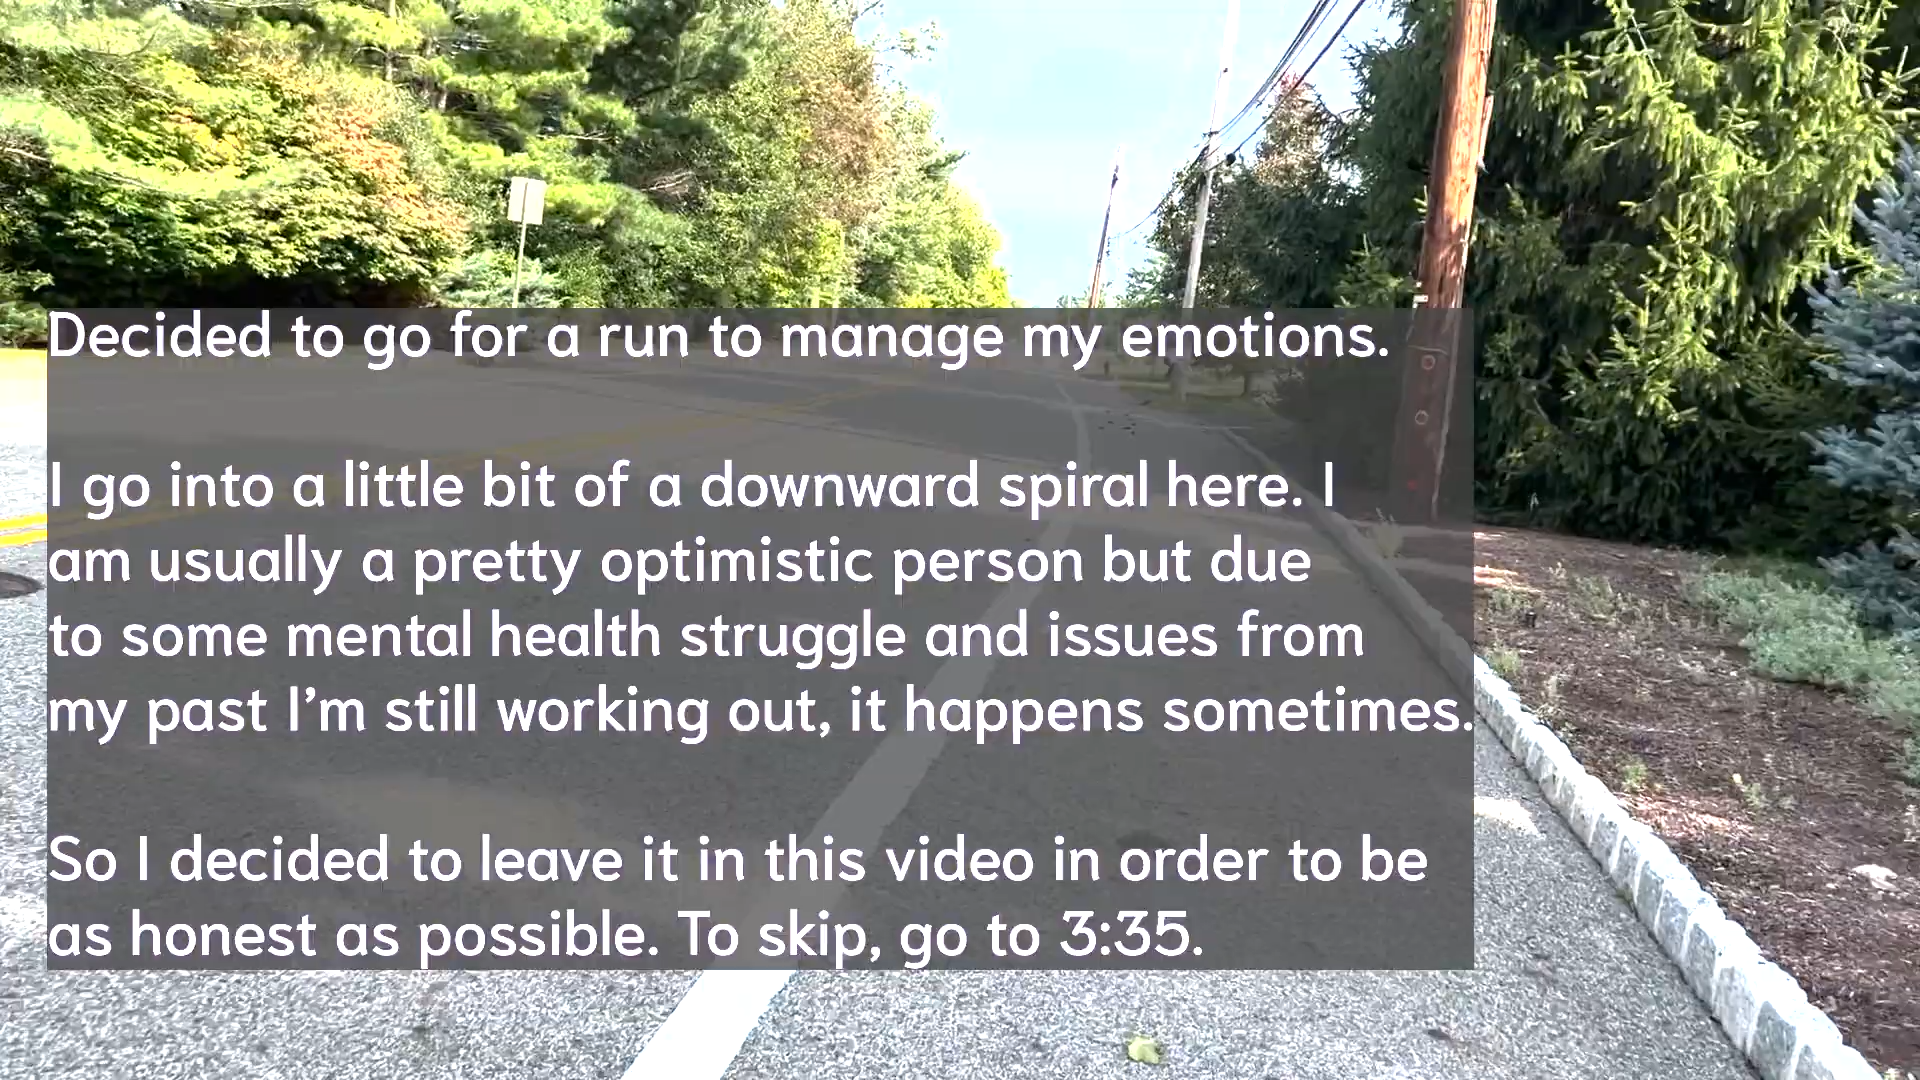 Decided to go for a run to manage my emotions.
I go into a little bit of a downward spiral here. I
am usually a pretty optimistic person but due
to some mental health struggle and issues from
my past I’m still working out, it happens sometimes.
So I decided to leave it in this video in order to be
as honest as possible. To skip, go to 3:35.